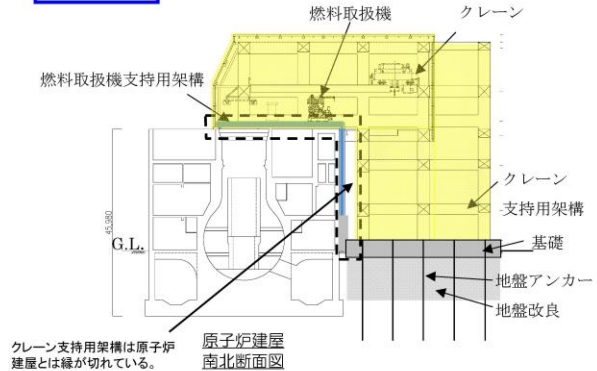 燃料取扱機
クレーン
燃料取扱機支持用架構
クレーン
支持用架構
45,980
G.L.
基礎
地盤アンカー
地盤改良
クレーン支持用架構は原子炉
建屋とは縁が切れている。
原子炉建屋
南北断面図